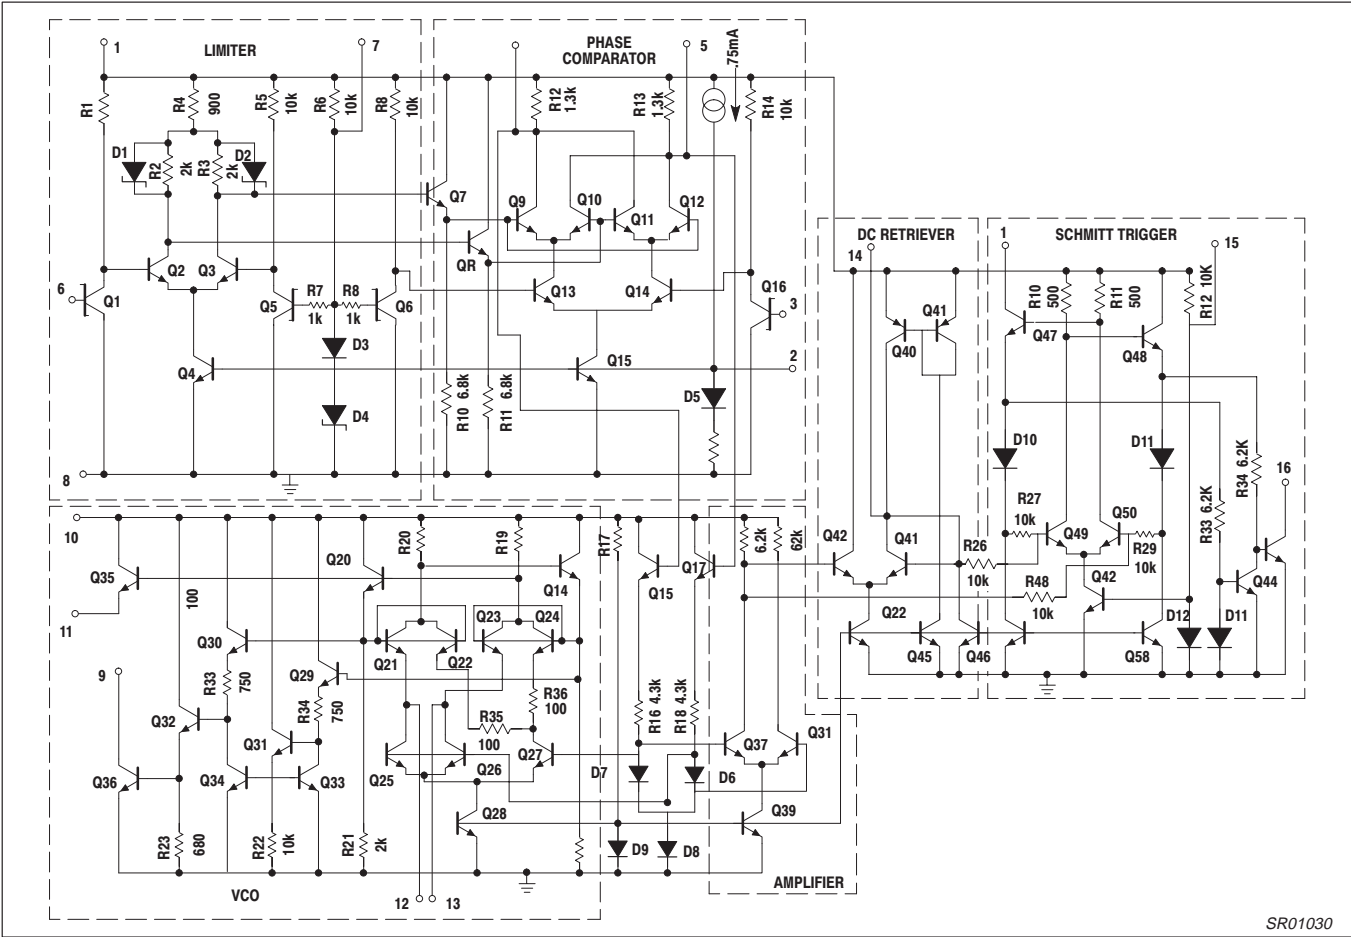 LIMITER
PHASE
COMPARATOR
1
7
5
.75mA
R1
R4
900
R5
10k
R6
10k
R8
10k
R12
1.3k
R13
1.3k
R14
10k
D1
R2
2k
R3
2k
D2
Q7
Q9
Q10
Q11
Q12
QR
6
Q1
Q2
Q3
Q5
R7
1k
R8
1k
Q6
Q13
Q14
Q16
3
D3
Q4
Q15
2
D4
R10 6.8k
R11 6.8k
D5
8
DC RETRIEVER
14
SCHMITT TRIGGER
1
15
Q40
Q41
Q47
R10
500
R11
500
Q48
R12 10K
D10
D11
R34 6.2K
R33 6.2K
16
R27
10k
Q49
Q50
R29
10k
Q42
Q41
R26
10k
R48
10k
Q42
Q44
Q22
Q45
Q46
Q58
D12
D11
10
Q35
100
Q20
R20
R19
Q14
R17
Q15
Q17
6.2k
62k
11
Q30
Q21
Q22
Q23
Q24
9
R33
750
Q29
R34
750
R36
100
R35
100
Q32
Q31
Q25
Q26
Q27
R16 4.3k
R18 4.3k
Q37
Q31
Q36
Q34
Q33
D7
D6
Q28
Q39
R23
680
R22
10k
R21
2k
D9
D8
VCO
12
13
AMPLIFIER
SR01030